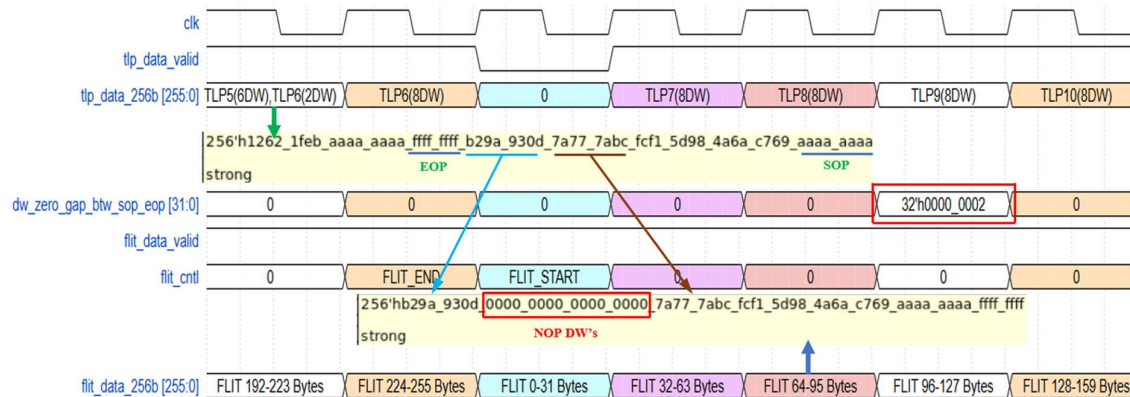 clk
tlp_data_valid
tlp_data_256b [255:0] TLP5(6DW),TLP6(2DW) TLP6(8DW) 0 TLP7(8DW) TLP8(8DW) TLP9(8DW) TLP10(8DW)
256'h1262_1feb_aaaa_aaaa_ffff_ffff_b29a_930d_7a77_7abc_fcf1_5d98_4a6a_c769_aaaa_aaaa
EOP SOP
strong
dw_zero_gap_btw_sop_eop [31:0] 0 0 0 0 0 32'h0000_0002 0
flit_data_valid
flit_cntl 0 FLIT_END FLIT_START 0 0 0 0
256'hb29a_930d_0000_0000_0000_0000_7a77_7abc_fcf1_5d98_4a6a_c769_aaaa_aaaa_ffff_ffff
NOP DW's
strong
flit_data_256b [255:0] FLIT 192-223 Bytes FLIT 224-255 Bytes FLIT 0-31 Bytes FLIT 32-63 Bytes FLIT 64-95 Bytes FLIT 96-127 Bytes FLIT 128-159 Bytes